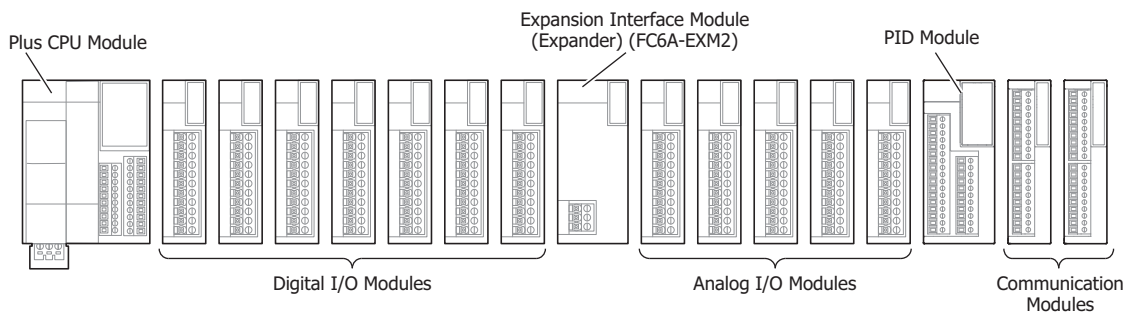 Plus CPU Module
Expansion Interface Module
(Expander) (FC6A-EXM2)
PID Module
Digital I/O Modules
Analog I/O Modules
Communication
Modules